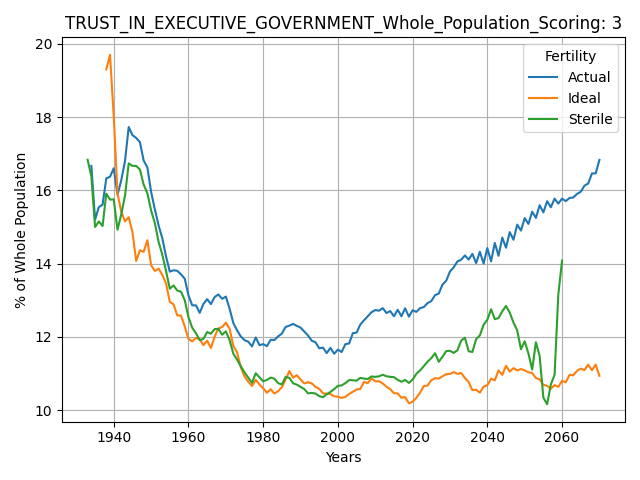 TRUST_IN_EXECUTIVE_GOVERNMENT_Whole_Population_Scoring: 3
Fertility
Actual
Ideal
Sterile
% of Whole Population
20
18
16
14
12
10
1940
1960
1980
2000
2020
2040
2060
Years